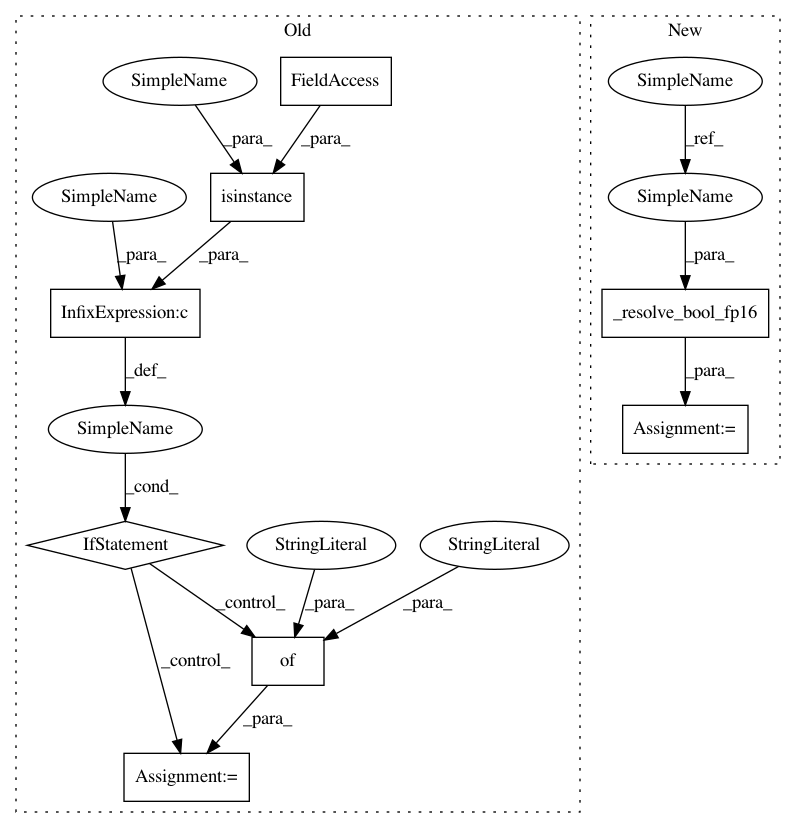 Old
New
SimpleName
FieldAccess
SimpleName
_para_
_para_
_ref_
SimpleName
isinstance
SimpleName
_para_
_para_
_para_
InfixExpression:c
_resolve_bool_fp16
_def_
_para_
SimpleName
Assignment:=
_cond_
IfStatement
StringLiteral
StringLiteral
_control_
_para_
_para_
_control_
of
_para_
Assignment:=